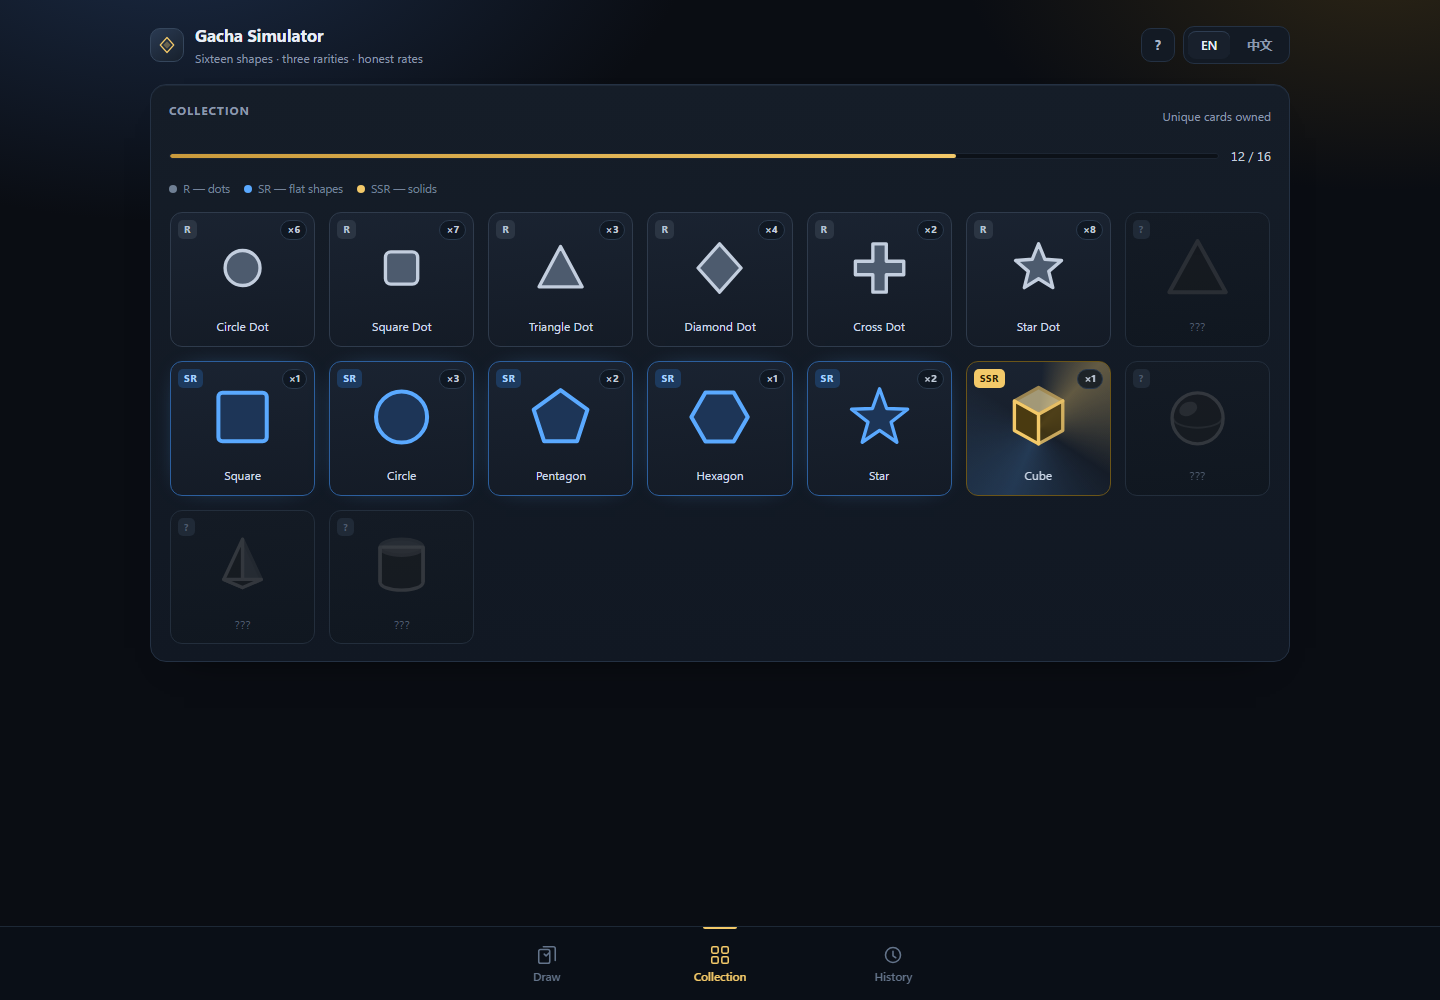 Gacha Simulator
Sixteen shapes · three rarities · honest rates
?
EN
中文
COLLECTION
Unique cards owned
12 / 16
R — dots
SR — flat shapes
SSR — solids
R ×6
Circle Dot
R ×7
Square Dot
R ×3
Triangle Dot
R ×4
Diamond Dot
R ×2
Cross Dot
R ×8
Star Dot
?
???
SR ×1
Square
SR ×3
Circle
SR ×2
Pentagon
SR ×1
Hexagon
SR ×2
Star
SSR ×1
Cube
?
???
?
???
?
???
Draw
Collection
History